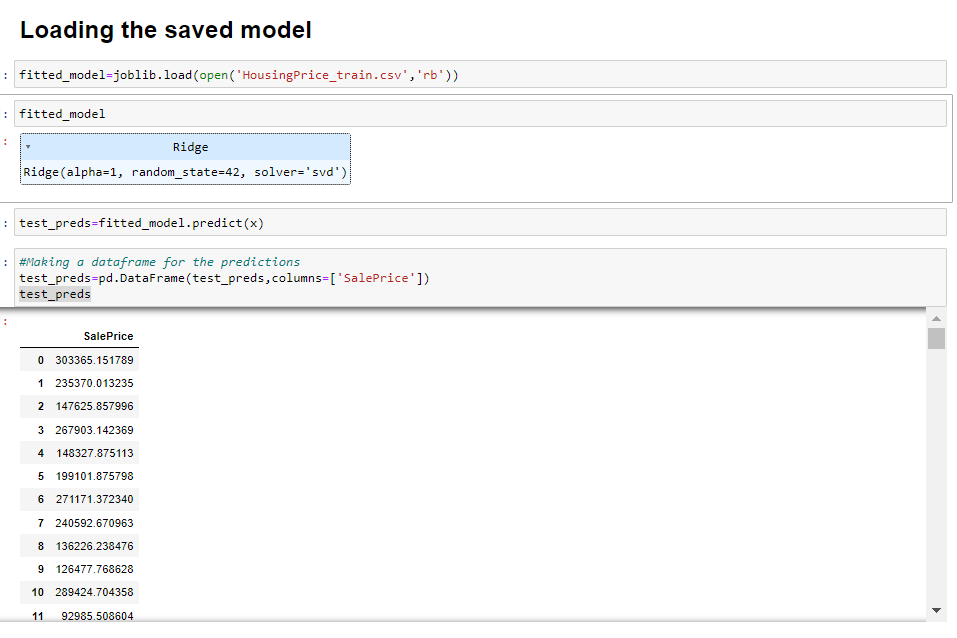 Loading the saved model
: fitted_model=joblib.load(open('HousingPrice_train.csv','rb'))
: fitted_model
:
▾ Ridge
Ridge(alpha=1, random_state=42, solver='svd')
: test_preds=fitted_model.predict(x)
: #Making a dataframe for the predictions
test_preds=pd.DataFrame(test_preds,columns=['SalePrice'])
test_preds
:
SalePrice
0 303365.151789
1 235370.013235
2 147625.857996
3 267903.142369
4 148327.875113
5 199101.875798
6 271171.372340
7 240592.670963
8 136226.238476
9 126477.768628
10 289424.704358
11 92985.508604